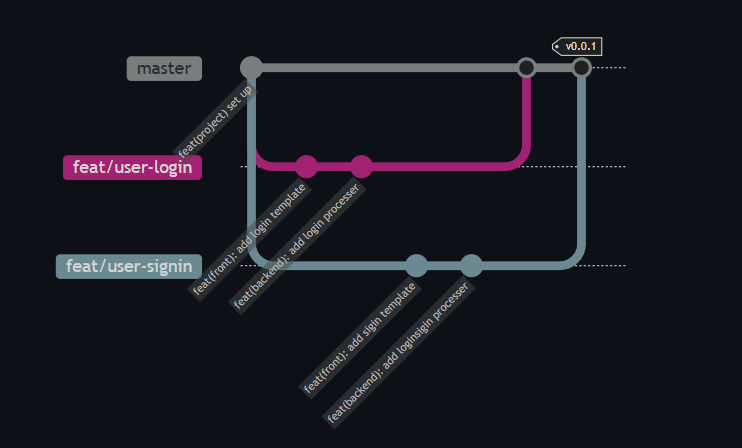 v0.0.1
master
feat(project) set up
feat/user-login
feat(front): add login template
feat(backend): add login processer
feat/user-signin
feat(front): add sigin template
feat(backend): add loginsigin processer